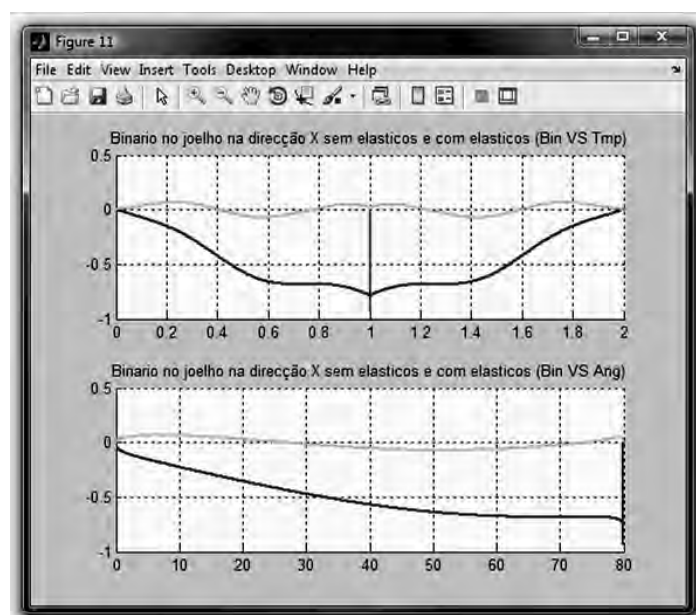 Figure 11
File Edit View Insert Tools Desktop Window Help
Binario no joelho na direcção X sem elasticos e com elasticos (Bin VS Tmp)
0.5
0
-0.5
-1
0 0.2 0.4 0.6 0.8 1 1.2 1.4 1.6 1.8 2
Binario no joelho na direcção X sem elasticos e com elasticos (Bin VS Ang)
0.5
0
-0.5
-1
0 10 20 30 40 50 60 70 80